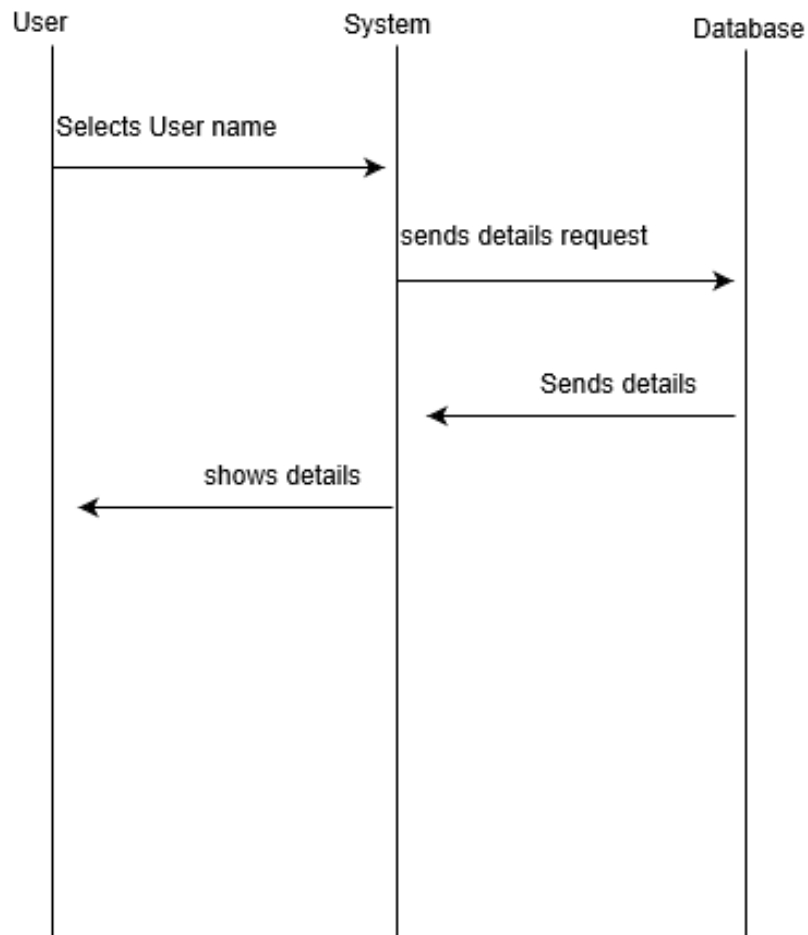 User
System
Database
Selects User name
sends details request
Sends details
shows details